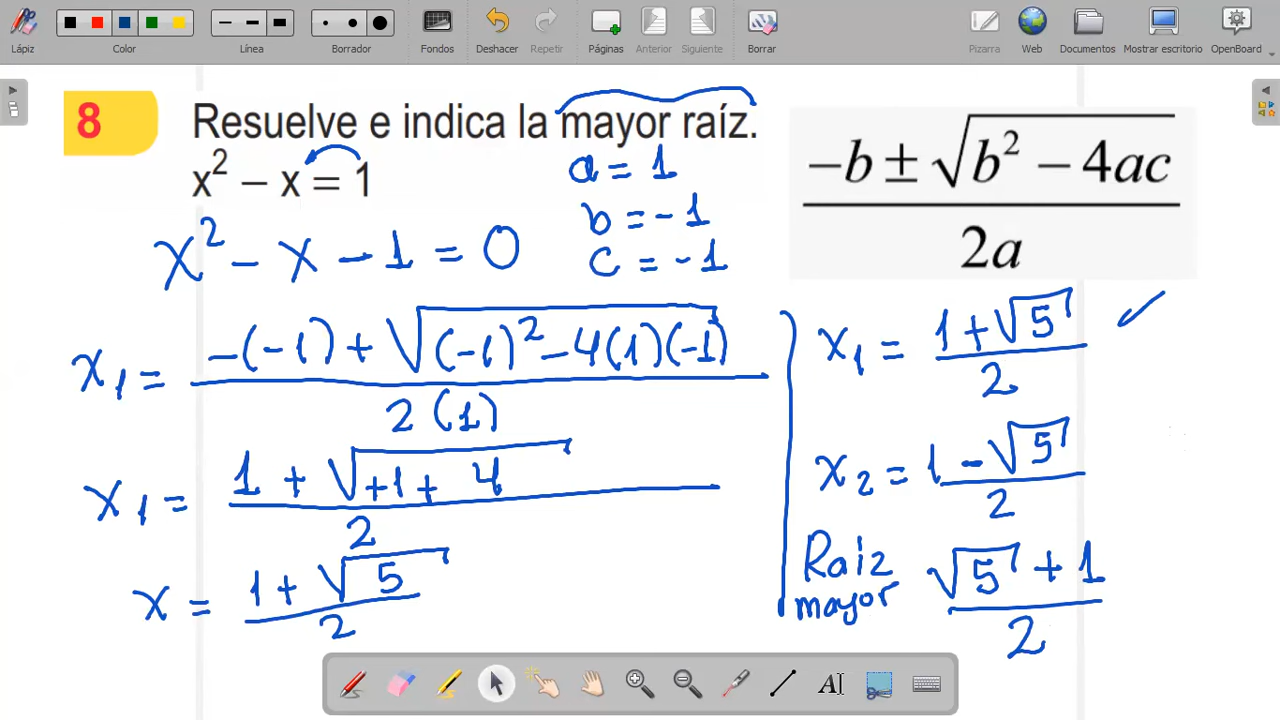 Lápiz
Color
Línea
Borrador
Fondos
Deshacer
Repetir
Páginas
Anterior
Siguiente
Borrar
Pizarra
Web
Documentos
Mostrar escritorio
OpenBoard
8 Resuelve e indica la mayor raíz.
x² − x = 1
a = 1
b = -1
c = -1
−b ± √(b² − 4ac)
2a
x² − x − 1 = 0
x₁ = −(−1) + √((−1)² − 4(1)(−1))
2(1)
x₁ = 1 + √(+1 + 4)
2
x = 1 + √5
2
x₁ = 1 + √5
2
x₂ = 1 − √5
2
Raiz
mayor
√5 + 1
2
AI